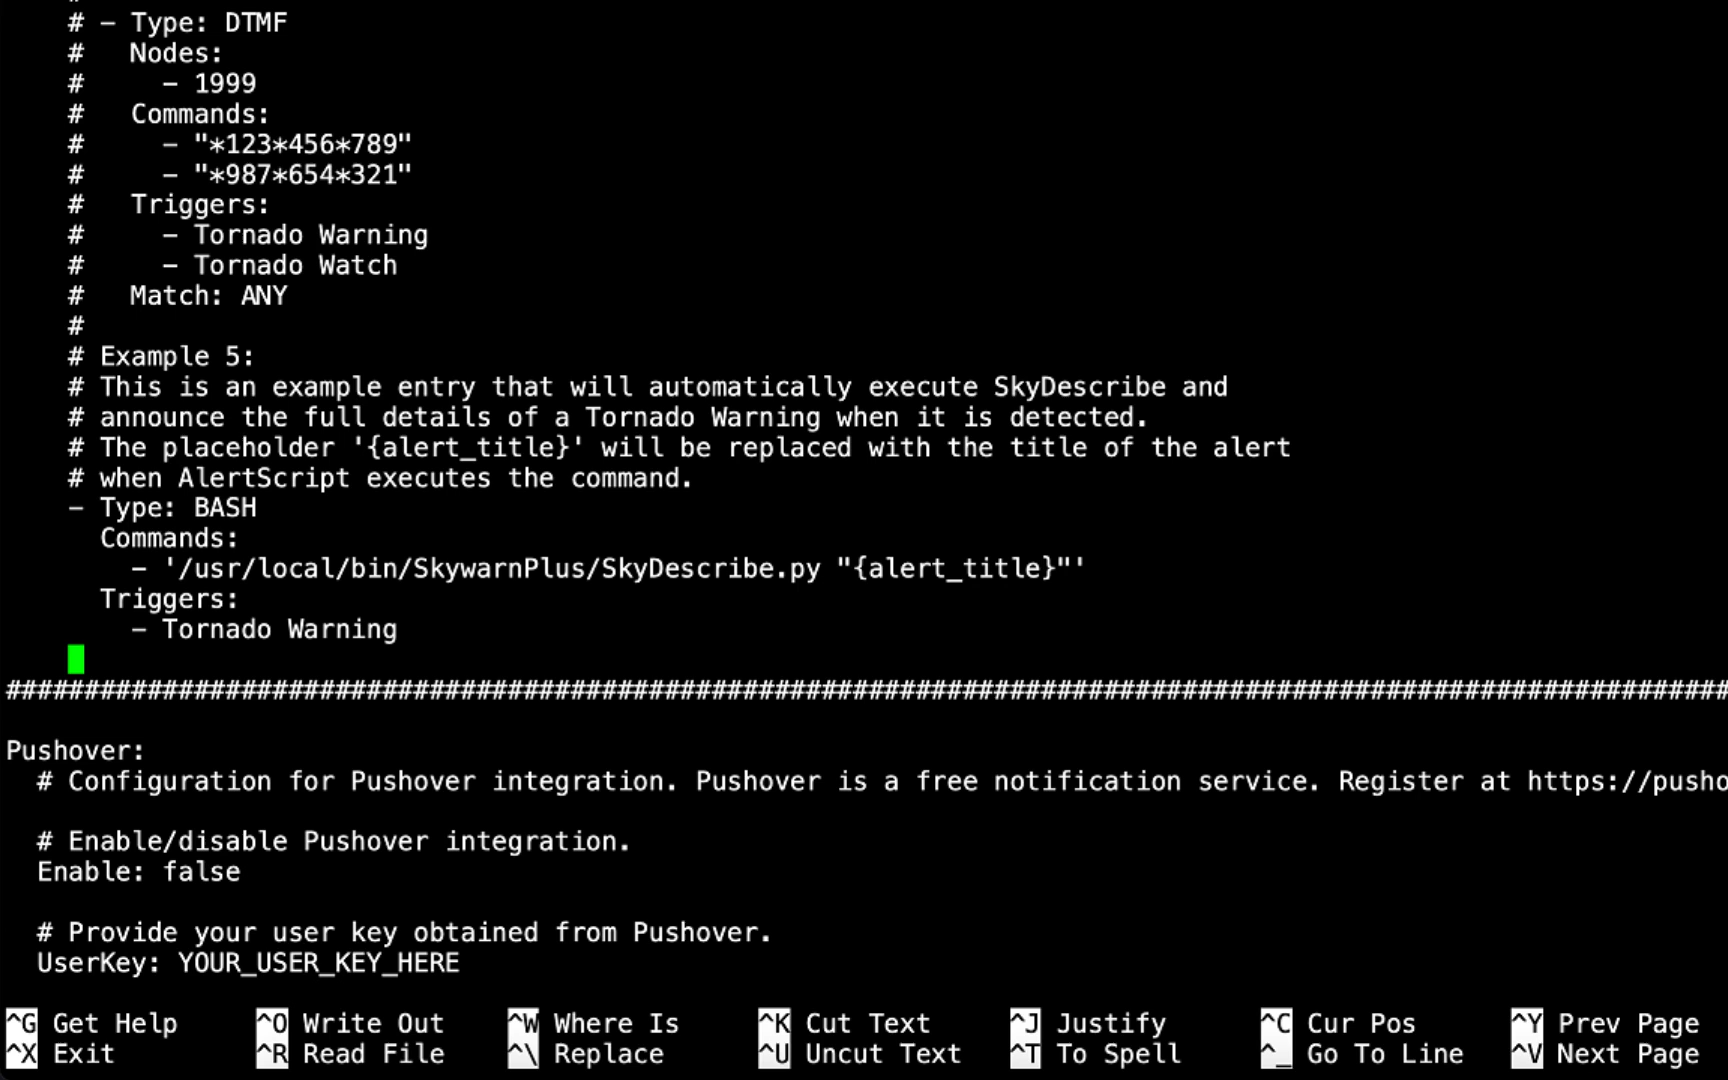 #
# - Type: DTMF
#   Nodes:
#     - 1999
#   Commands:
#     - "*123*456*789"
#     - "*987*654*321"
#   Triggers:
#     - Tornado Warning
#     - Tornado Watch
#   Match: ANY
#
# Example 5:
# This is an example entry that will automatically execute SkyDescribe and
# announce the full details of a Tornado Warning when it is detected.
# The placeholder '{alert_title}' will be replaced with the title of the alert
# when AlertScript executes the command.
- Type: BASH
  Commands:
    - '/usr/local/bin/SkywarnPlus/SkyDescribe.py "{alert_title}"'
  Triggers:
    - Tornado Warning
##############################################################################################################
Pushover:
  # Configuration for Pushover integration. Pushover is a free notification service. Register at https://pusho
  # Enable/disable Pushover integration.
  Enable: false
  # Provide your user key obtained from Pushover.
  UserKey: YOUR_USER_KEY_HERE
^G Get Help ^O Write Out ^W Where Is ^K Cut Text ^J Justify ^C Cur Pos ^Y Prev Page
^X Exit ^R Read File ^\ Replace ^U Uncut Text ^T To Spell ^_ Go To Line ^V Next Page